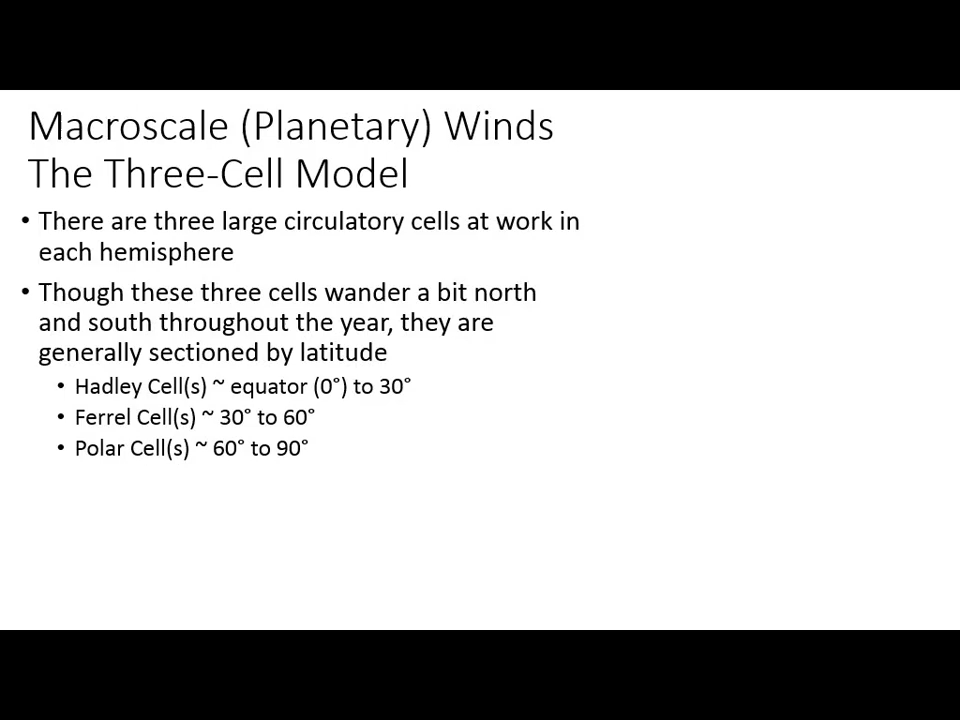 Macroscale (Planetary) Winds
The Three-Cell Model
• There are three large circulatory cells at work in
each hemisphere
• Though these three cells wander a bit north
and south throughout the year, they are
generally sectioned by latitude
• Hadley Cell(s) ~ equator (0°) to 30°
• Ferrel Cell(s) ~ 30° to 60°
• Polar Cell(s) ~ 60° to 90°